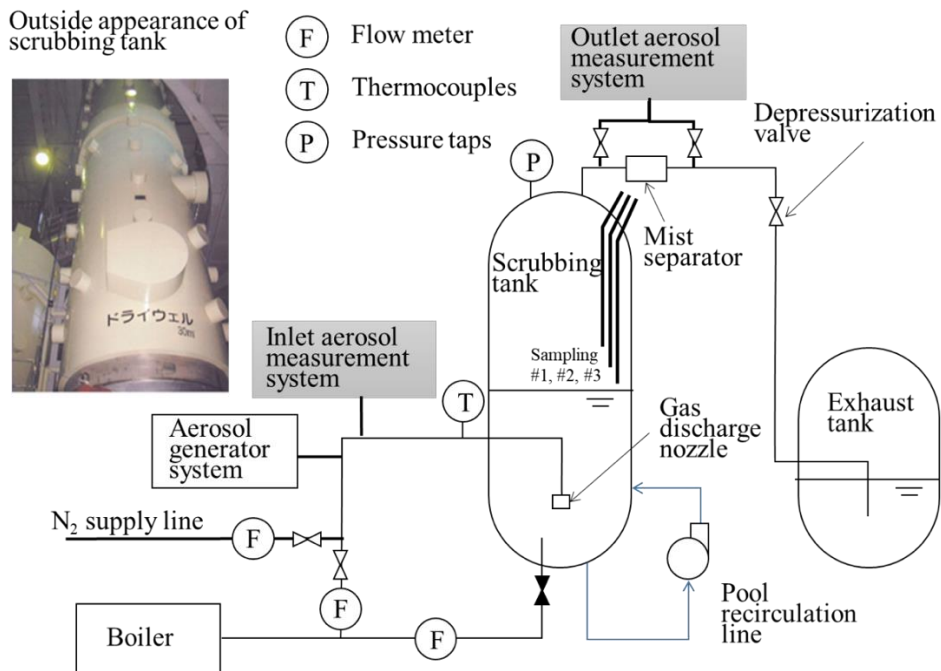 Outside appearance of
scrubbing tank
F Flow meter
T Thermocouples
P Pressure taps
ドライウェル
30m³
Outlet aerosol
measurement
system
Depressurization
valve
P
Mist
separator
Scrubbing
tank
Sampling
#1, #2, #3
Inlet aerosol
measurement
system
T
Gas
discharge
nozzle
Exhaust
tank
Aerosol
generator
system
N₂ supply line
F
F
Boiler
F
Pool
recirculation
line